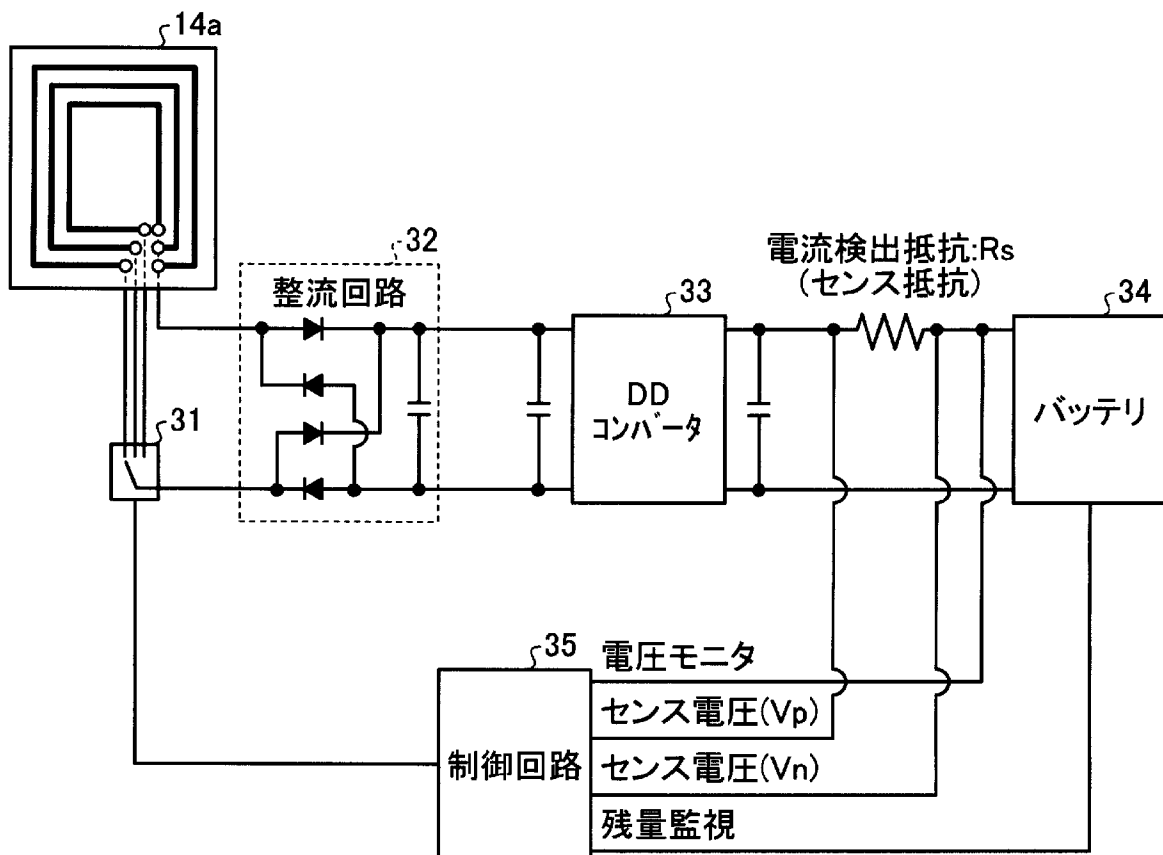 14a
32
整流回路
電流検出抵抗:Rs
(センス抵抗)
33
34
DD
コンバータ
バッテリ
31
35
電圧モニタ
センス電圧(Vp)
制御回路
センス電圧(Vn)
残量監視